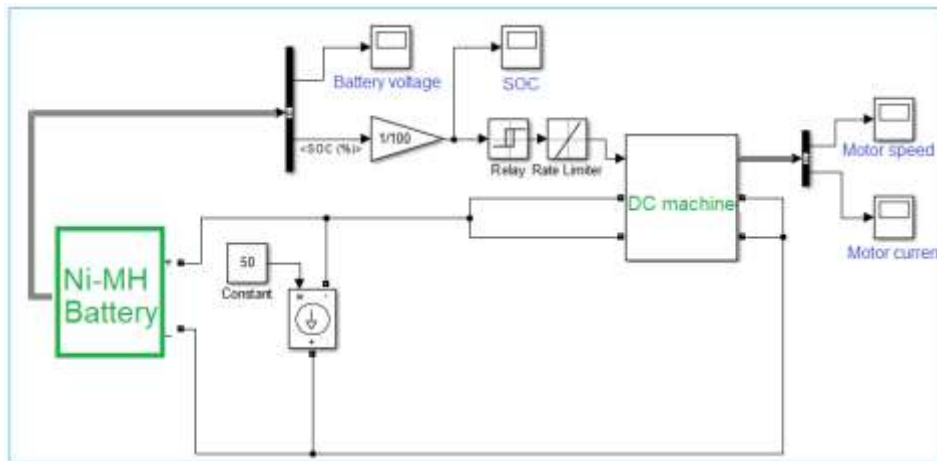 Battery voltage
SOC
<SOC (%)>
1/100
Relay
Rate Limiter
Motor speed
DC machine
Motor curren
Ni-MH
Battery
+
-
50
Constant
-
+